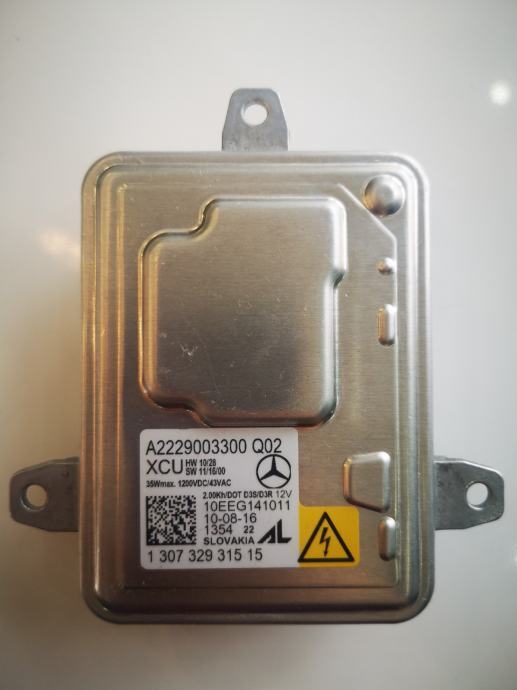 A2229003300 Q02
XCU HW 10/28
SW 11/16/00
35Wmax. 1200VDC/43VAC
2.00Kh/DOT D3S/D3R 12V
10EEG141011
10-08-16
1354 22
SLOVAKIA AL
1 307 329 315 15